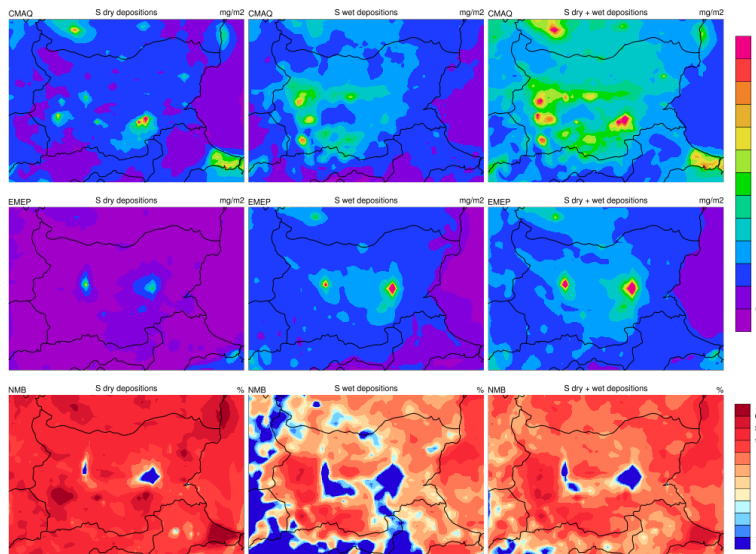 CMAQ S dry depositions mg/m2
CMAQ S wet depositions mg/m2
CMAQ S dry + wet depositions mg/m2
EMEP S dry depositions mg/m2
EMEP S wet depositions mg/m2
EMEP S dry + wet depositions mg/m2
NMB S dry depositions %
NMB S wet depositions %
NMB S dry + wet depositions %